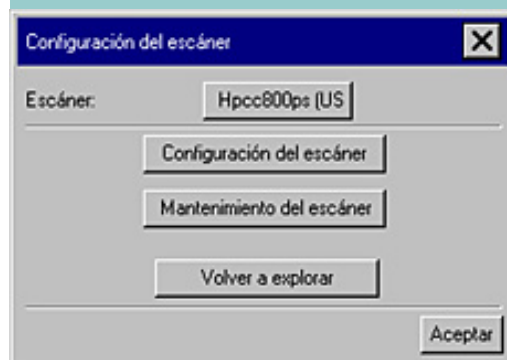 Configuración del escáner
Escáner: Hpcc800ps (US
Configuración del escáner
Mantenimiento del escáner
Volver a explorar
Aceptar